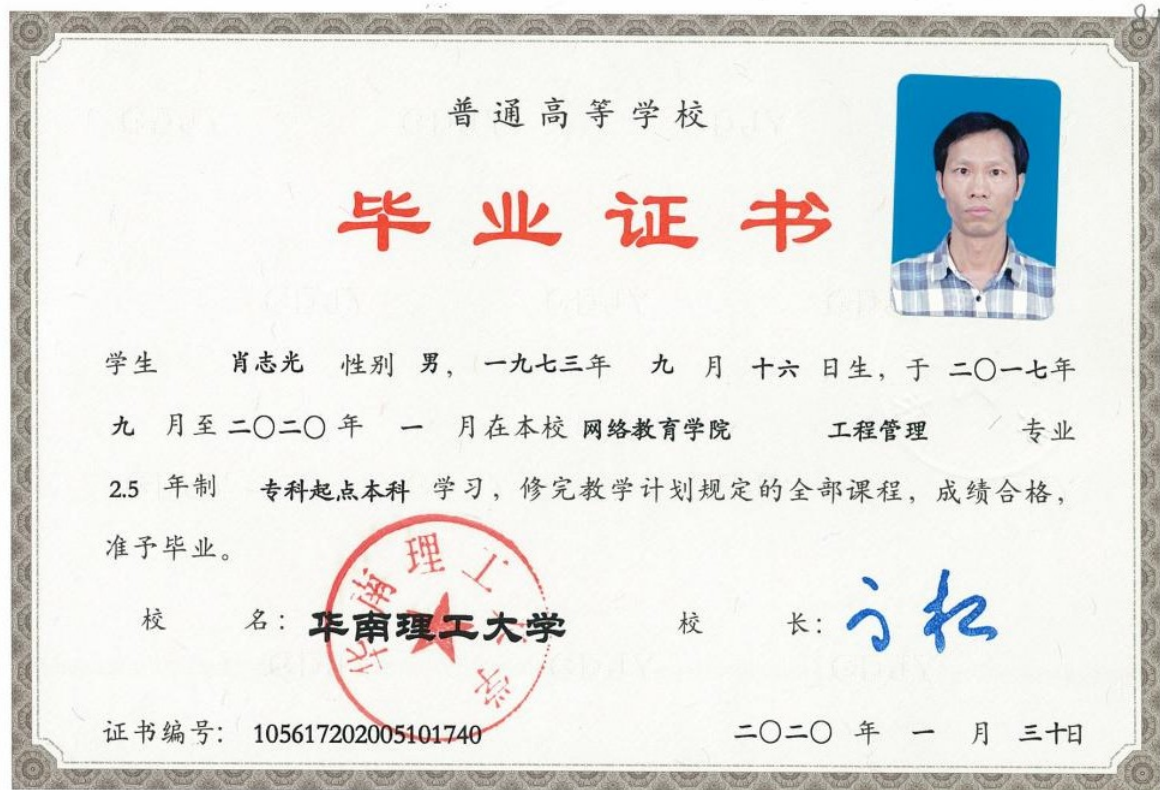 普通高等学校
毕业证书
学生 肖志光 性别 男，一九七三年 九 月 十六 日生，于 二〇一七年
九 月至 二〇二〇 年 一 月在本校 网络教育学院 工程管理 专业
2.5 年制 专科起点本科 学习，修完教学计划规定的全部课程，成绩合格，
准予毕业。
校 名：华南理工大学 校 长：
华南理工大学
证书编号：105617202005101740 二〇二〇 年 一 月 三十日